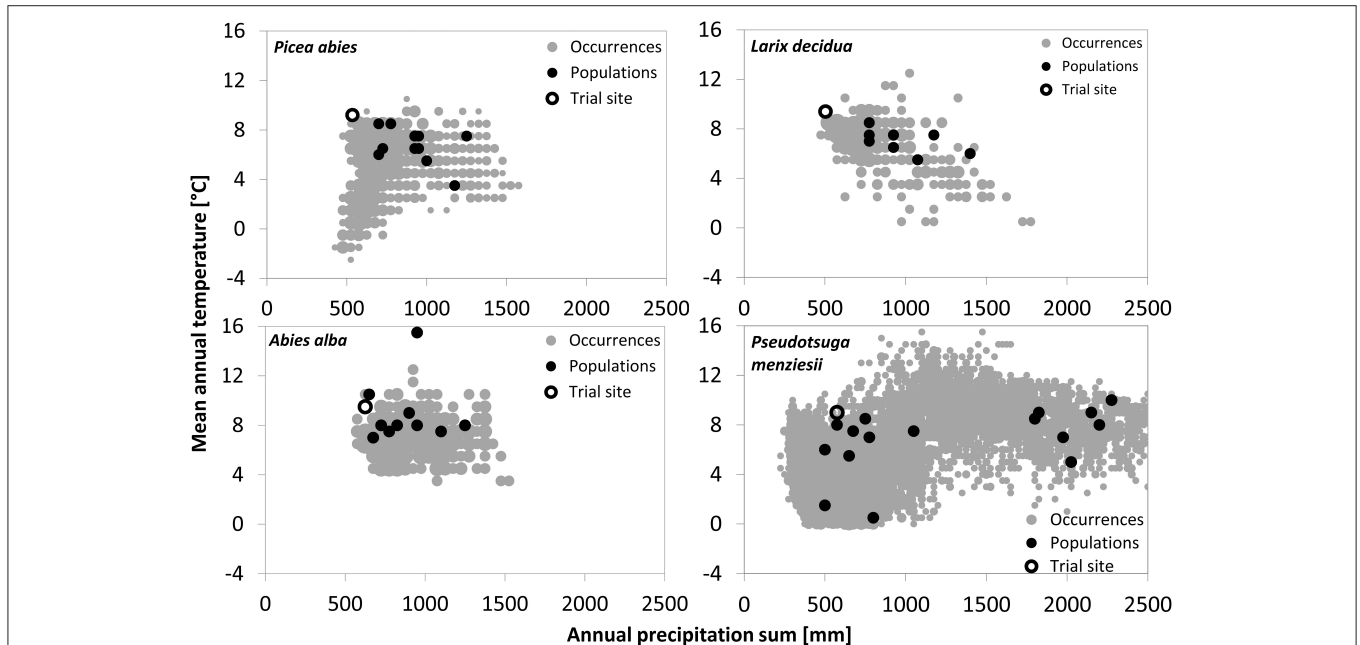 Mean annual temperature [°C]
16
12
8
4
0
-4
Picea abies
Occurrences
Populations
Trial site
0 500 1000 1500 2000 2500
16
12
8
4
0
-4
Larix decidua
Occurrences
Populations
Trial site
0 500 1000 1500 2000 2500
16
12
8
4
0
-4
Abies alba
Occurrences
Populations
Trial site
0 500 1000 1500 2000 2500
16
12
8
4
0
-4
Pseudotsuga
menziesii
Occurrences
Populations
Trial site
0 500 1000 1500 2000 2500
Annual precipitation sum [mm]